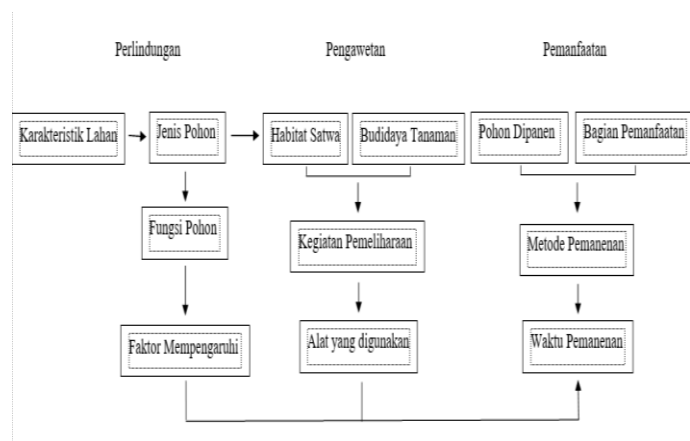 Perlindungan Pengawetan Pemanfaatan
Karakteristik Lahan Jenis Pohon Habitat Satwa Budidaya Tanaman Pohon Dipanen Bagian Pemanfaatan
Fungsi Pohon Kegiatan Pemeliharaan Metode Pemanenan
Faktor Mempengaruhi Alat yang digunakan Waktu Pemanenan